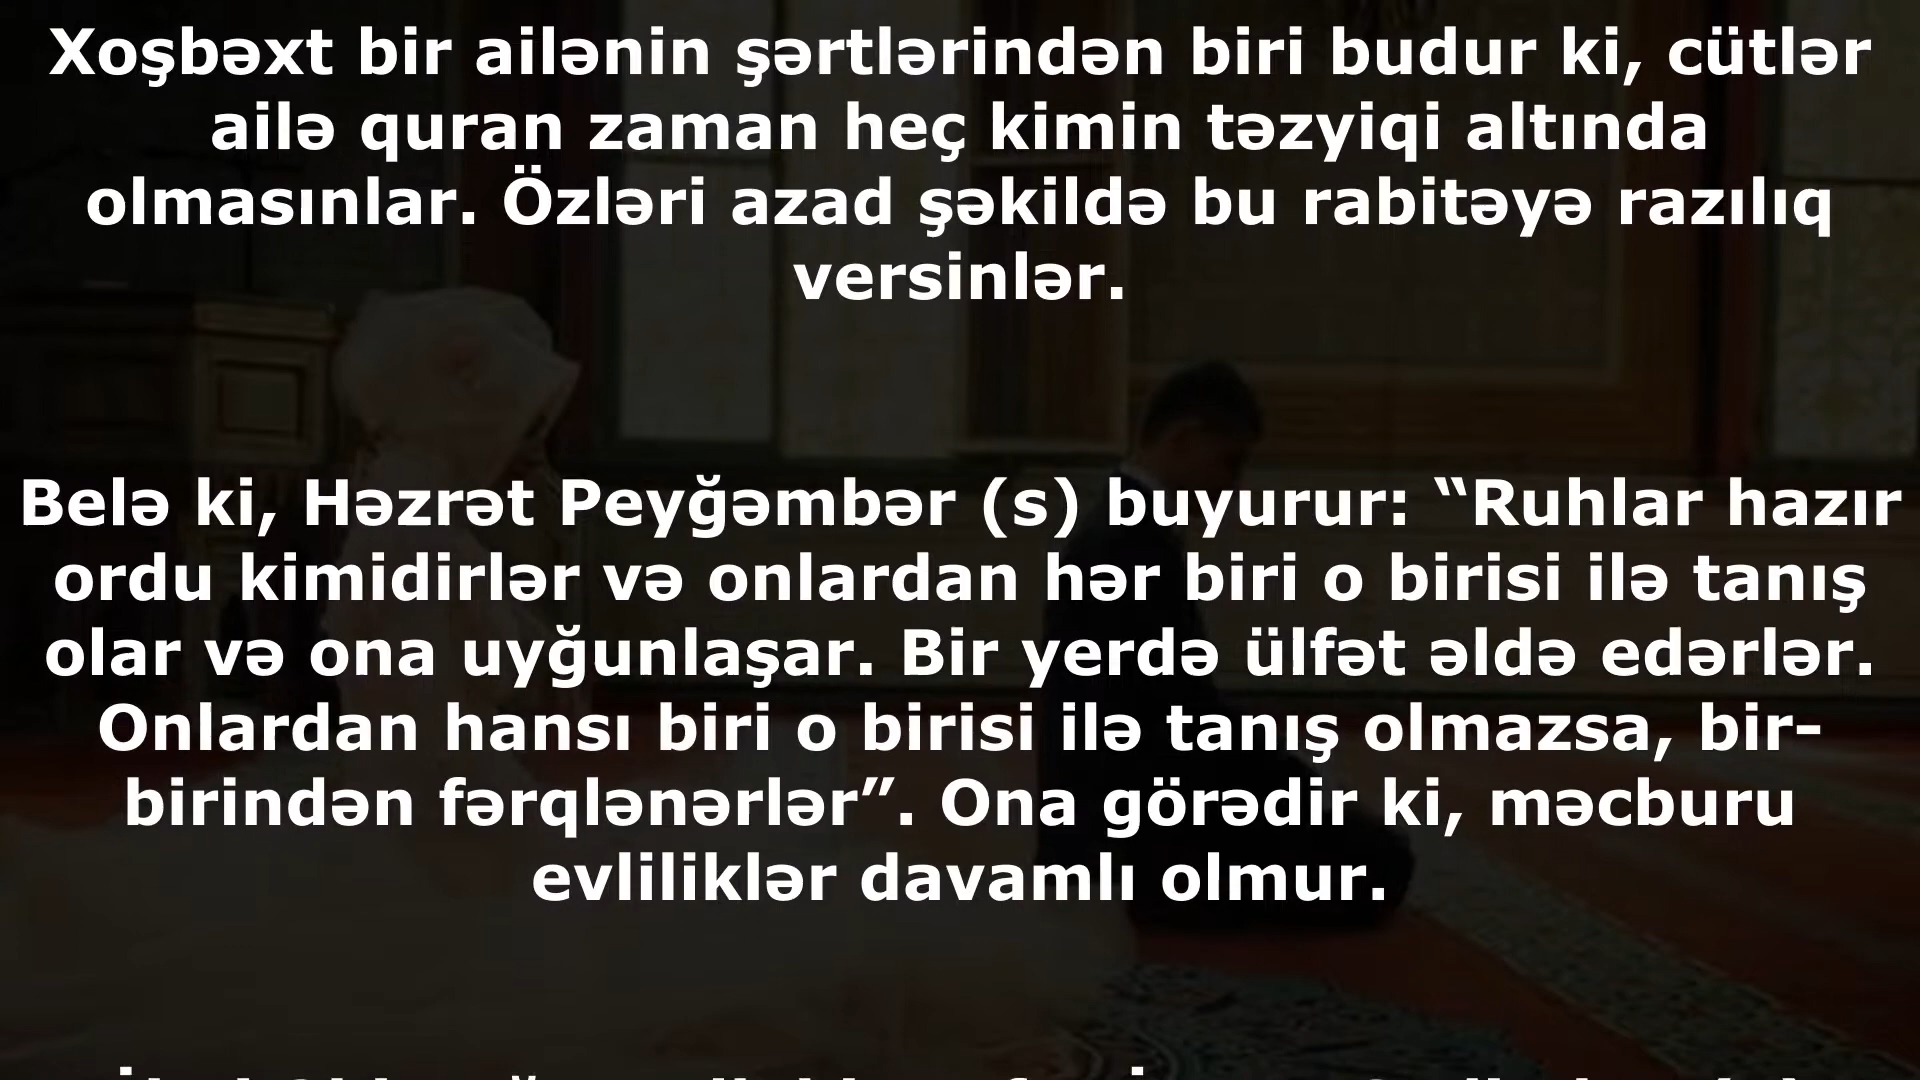 Xoşbəxt bir ailənin şərtlərindən biri budur ki, cütlər
ailə quran zaman heç kimin təzyiqi altında
olmasınlar. Özləri azad şəkildə bu rabitəyə razılıq
versinlər.
Belə ki, Həzrət Peyğəmbər (s) buyurur: “Ruhlar hazır
ordu kimidirlər və onlardan hər biri o birisi ilə tanış
olar və ona uyğunlaşar. Bir yerdə ülfət əldə edərlər.
Onlardan hansı biri o birisi ilə tanış olmazsa, bir-
birindən fərqlənərlər”. Ona görədir ki, məcburu
evliliklər davamlı olmur.